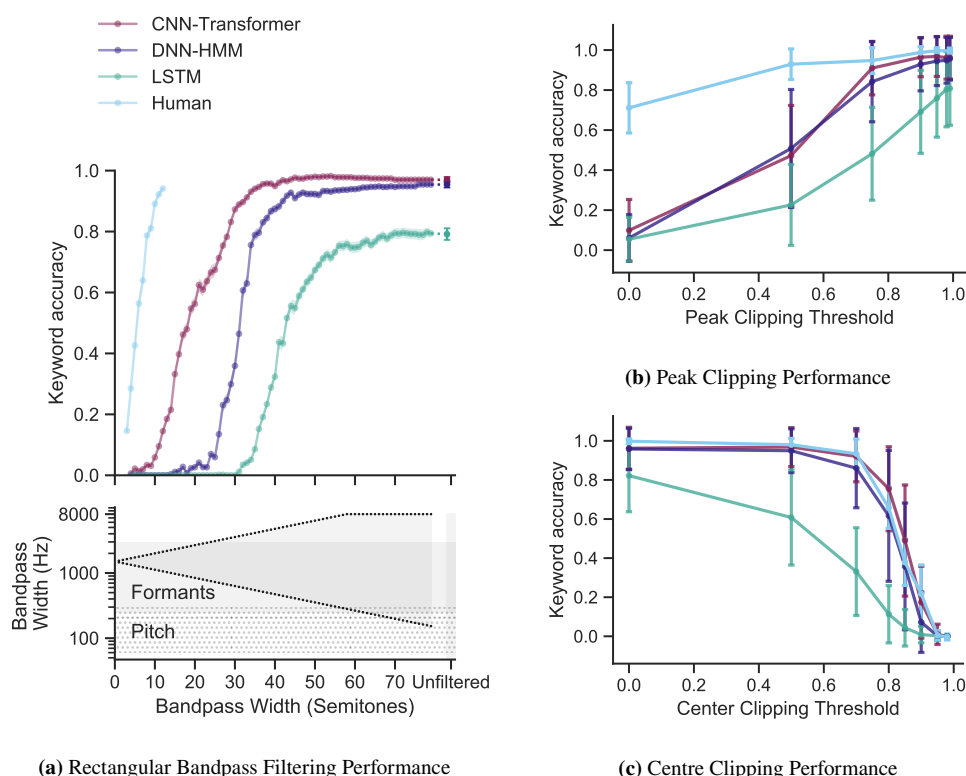 CNN-Transformer
DNN-HMM
LSTM
Human
1.0
0.8
0.6
0.4
0.2
0.0
Keyword accuracy
8000
1000
100
Bandpass
Width (Hz)
Formants
Pitch
0 10 20 30 40 50 60 70 Unfiltered
Bandpass Width (Semitones)
(a) Rectangular Bandpass Filtering Performance
1.0
0.8
0.6
0.4
0.2
0.0
Keyword accuracy
0.0 0.2 0.4 0.6 0.8 1.0
Peak Clipping Threshold
(b) Peak Clipping Performance
1.0
0.8
0.6
0.4
0.2
0.0
Keyword accuracy
0.0 0.2 0.4 0.6 0.8 1.0
Center Clipping Threshold
(c) Centre Clipping Performance